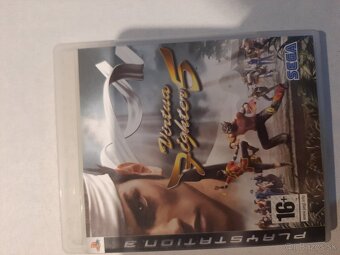 PLAYSTATION 3
Virtua
Fighter 5
SEGA
16+